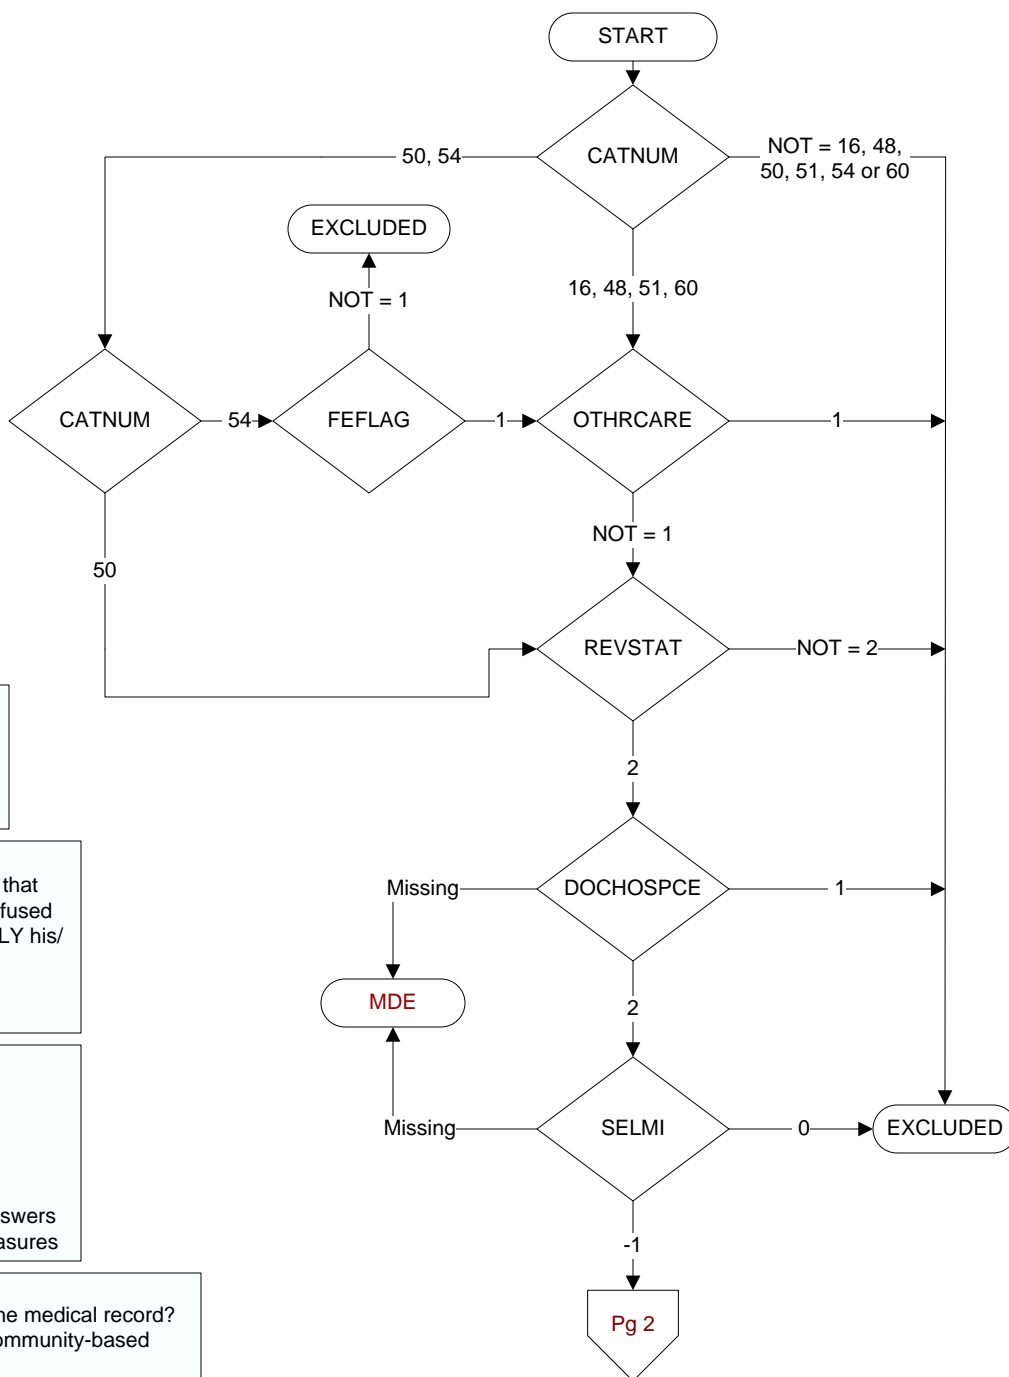 START
CATNUM
50, 54
NOT = 16, 48,
50, 51, 54 or 60
EXCLUDED
NOT = 1
16, 48, 51, 60
CATNUM
54
FEFLAG
1
OTHRCARE
1
NOT = 1
50
REVSTAT
NOT = 2
2
DOCHOSPCE
Missing
1
MDE
2
SELMI
Missing
0
EXCLUDED
-1
Pg 2
that
fused
LY his/
swers
asures
ne medical record?
ommunity-based